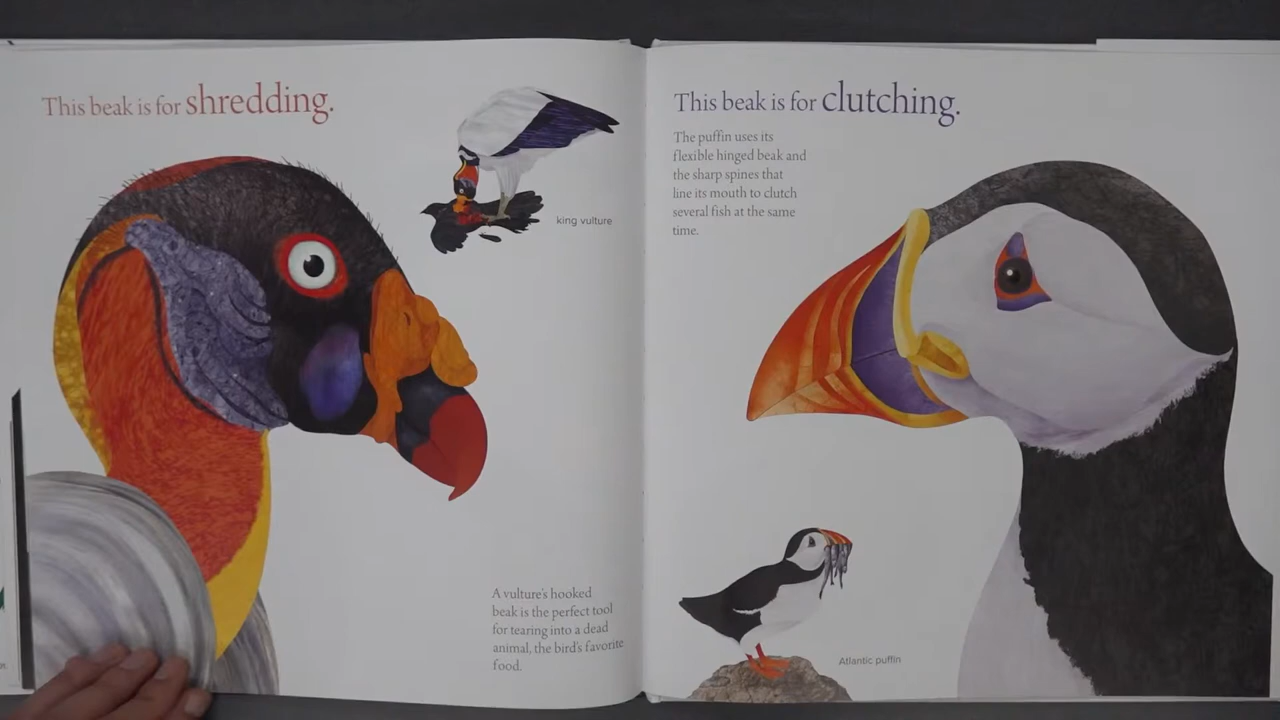 This beak is for shredding.
king vulture
A vulture's hooked
beak is the perfect tool
for tearing into a dead
animal, the bird's favorite
food.
This beak is for clutching.
The puffin uses its
flexible hinged beak and
the sharp spines that
line its mouth to clutch
several fish at the same
time.
Atlantic puffin